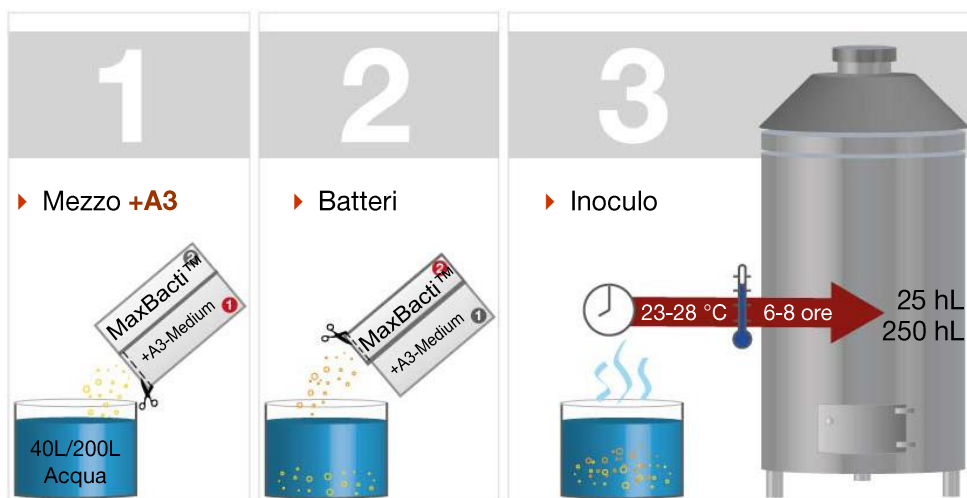 1
Mezzo +A3
2
MaxBacti™
+A3-Medium
1
40L/200L
Acqua
2
Batteri
2
MaxBacti™
+A3-Medium
1
3
Inoculo
23-28 °C
6-8 ore
25 hL
250 hL